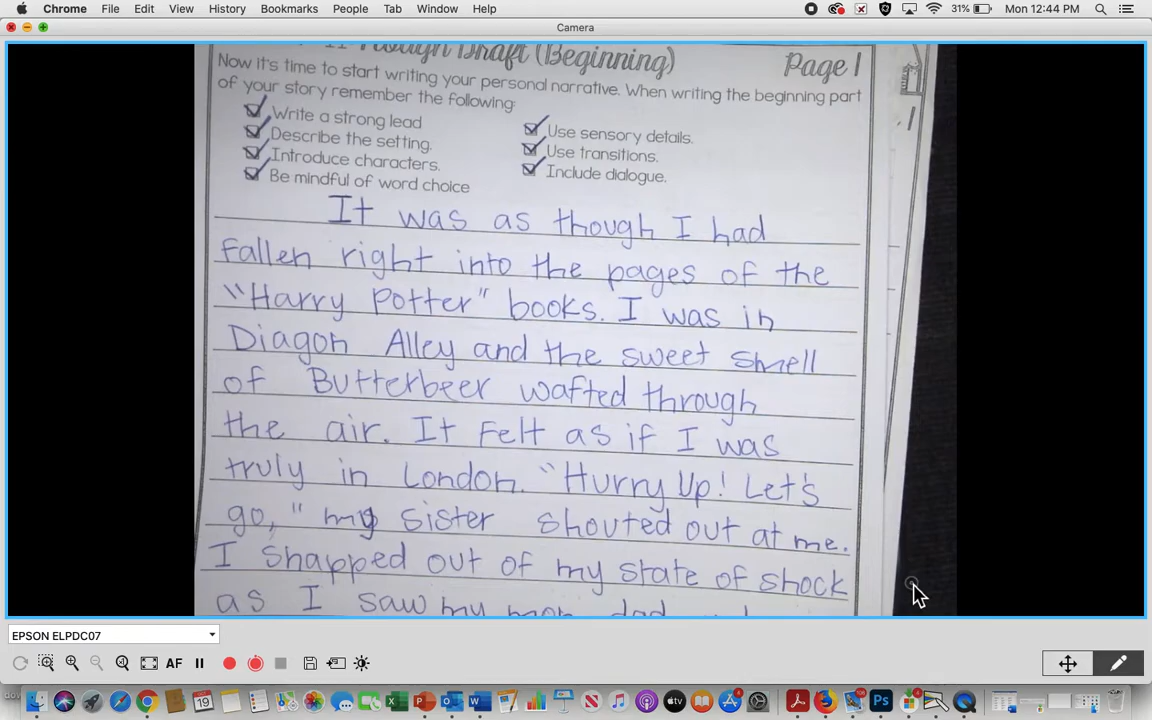 Chrome File Edit View History Bookmarks People Tab Window Help 31% Mon 12:44 PM
Camera
Rough Draft (Beginning) Page 1
Now it's time to start writing your personal narrative. When writing the beginning part
of your story remember the following:
Write a strong lead
Describe the setting.
Introduce characters.
Be mindful of word choice
Use sensory details.
Use transitions.
Include dialogue.
It was as though I had
fallen right into the pages of the
"Harry Potter" books. I was in
Diagon Alley and the sweet smell
of Butterbeer wafted through
the air. It felt as if I was
truly in London. "Hurry Up! Let's
go," my sister shouted out at me.
I snapped out of my state of shock
as I saw my mom, dad
EPSON ELPDC07
AF
19